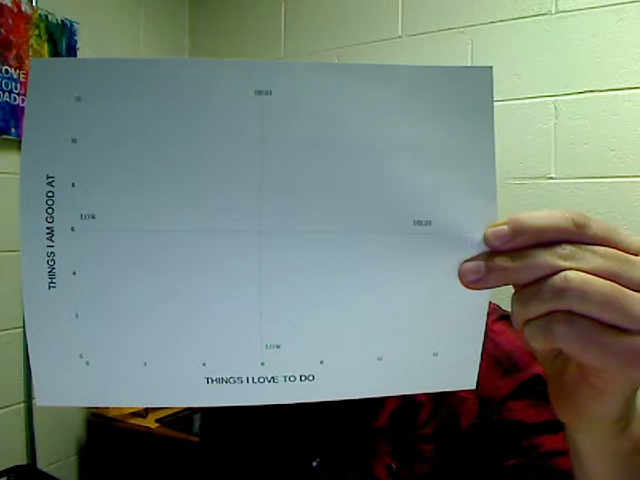 LOVE
YOU
DADD
HIGH
12
10
8
6
4
2
0
LOW
HIGH
LOW
0 2 4 6 8 10 12
THINGS I AM GOOD AT
THINGS I LOVE TO DO